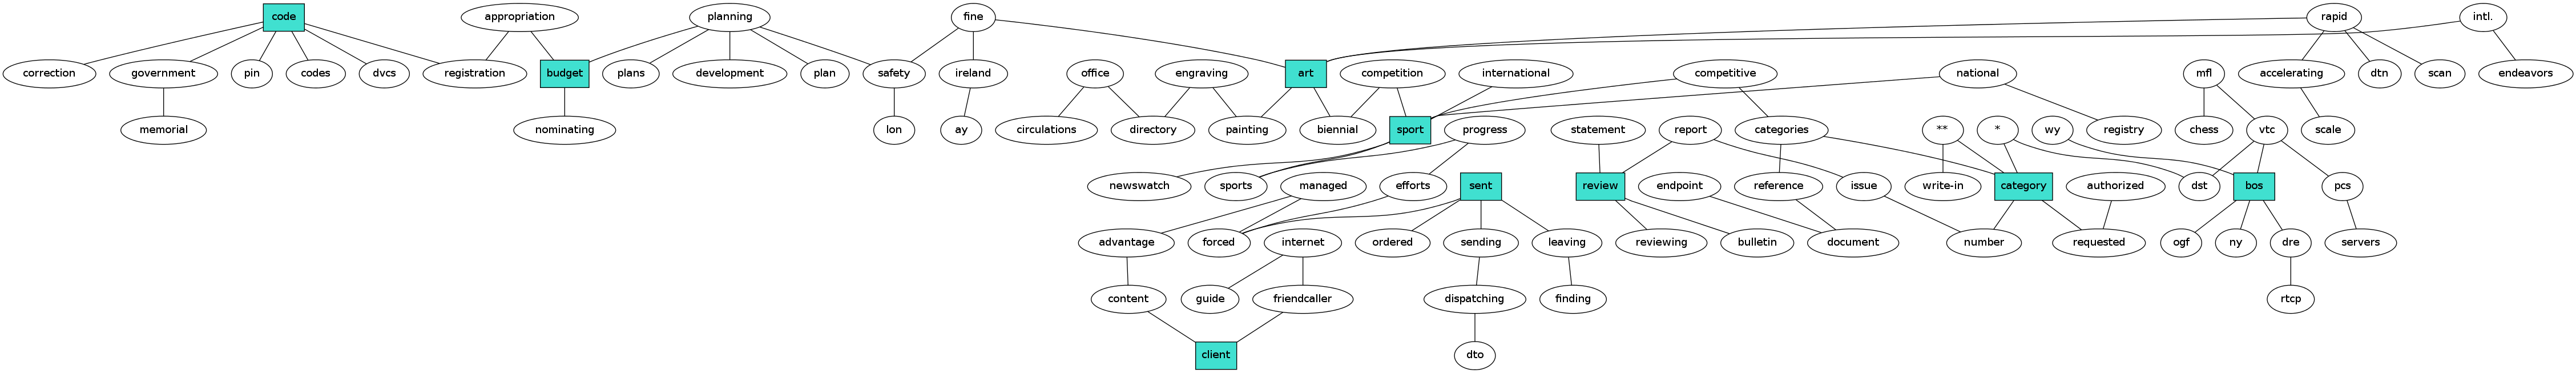 code
appropriation
planning
fine
rapid
intl.
correction
government
pin
codes
dvcs
registration
budget
plans
development
plan
safety
ireland
office
engraving
art
competition
international
competitive
national
mfl
accelerating
dtn
scan
endeavors
memorial
nominating
lon
ay
circulations
directory
painting
biennial
sport
progress
statement
report
categories
**
*
wy
registry
chess
vtc
scale
newswatch
sports
managed
efforts
sent
review
endpoint
reference
issue
write-in
category
authorized
dst
bos
pcs
advantage
forced
internet
ordered
sending
leaving
reviewing
bulletin
document
number
requested
ogf
ny
dre
servers
content
guide
friendcaller
dispatching
finding
rtcp
client
dto